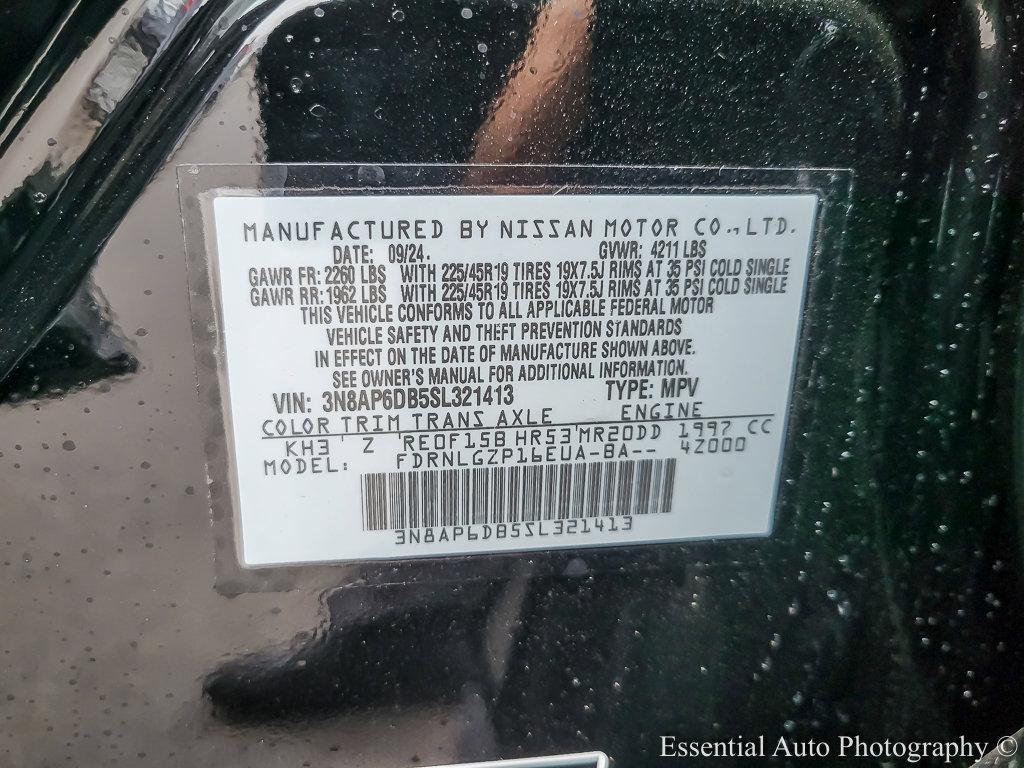 MANUFACTURED BY NISSAN MOTOR CO., LTD.
DATE: 09/24. GVWR: 4211 LBS
GAWR FR: 2260 LBS WITH 225/45R19 TIRES 19X7.5J RIMS AT 35 PSI COLD SINGLE
GAWR RR: 1962 LBS WITH 225/45R19 TIRES 19X7.5J RIMS AT 35 PSI COLD SINGLE
THIS VEHICLE CONFORMS TO ALL APPLICABLE FEDERAL MOTOR
VEHICLE SAFETY AND THEFT PREVENTION STANDARDS
IN EFFECT ON THE DATE OF MANUFACTURE SHOWN ABOVE.
SEE OWNER'S MANUAL FOR ADDITIONAL INFORMATION.
VIN: 3N8AP6DB5SL321413 TYPE: MPV
COLOR TRIM TRANS AXLE ENGINE
KH3 Z RE0F15B HR53 MR20DD 1997 CC
MODEL: FDRNLGZP16EUA-BA-- 4Z000
3N8AP6DB5SL321413
Essential Auto Photography ©